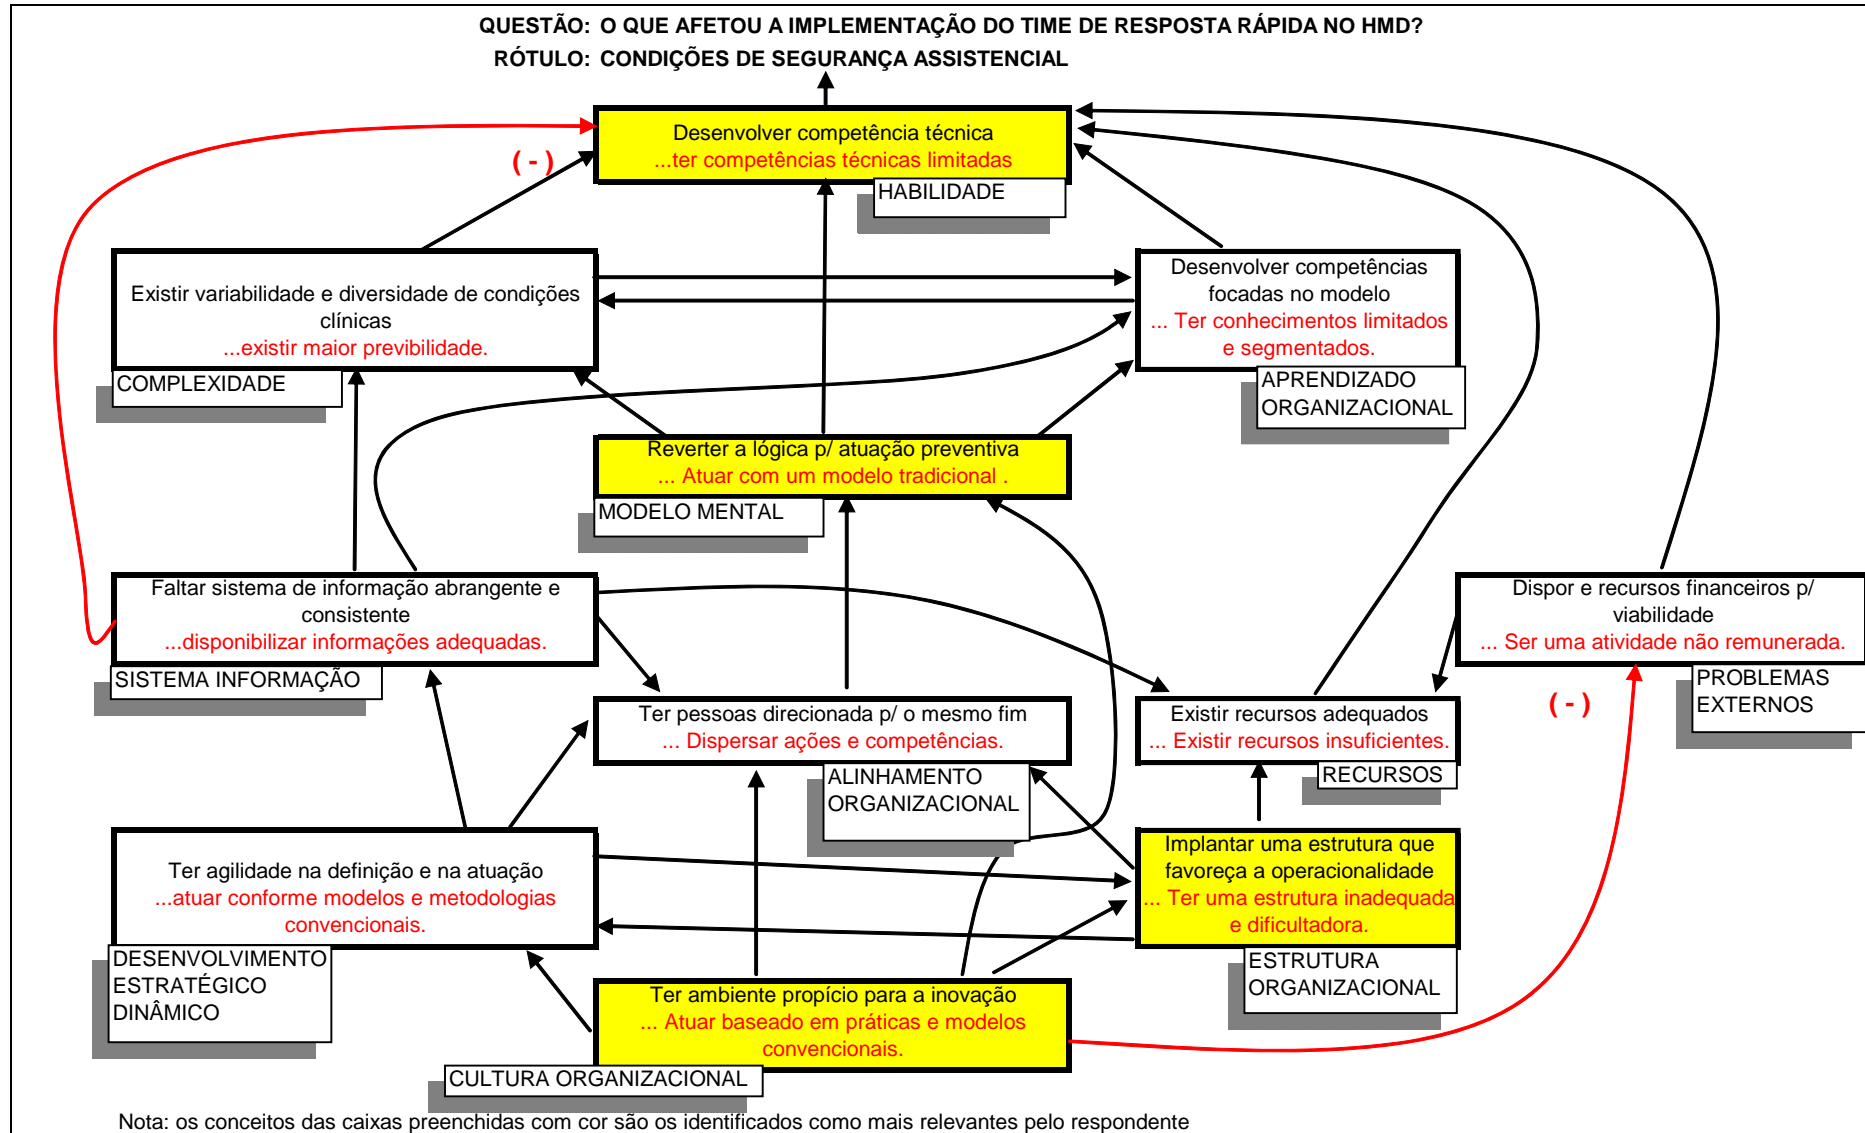 QUESTÃO: O QUE AFETOU A IMPLEMENTAÇÃO DO TIME DE RESPOSTA RÁPIDA NO HMD?
RÓTULO: CONDIÇÕES DE SEGURANÇA ASSISTENCIAL
Desenvolver competência técnica
...ter competências técnicas limitadas
( - )
HABILIDADE
Existir variabilidade e diversidade de condições
clínicas
...existir maior previbilidade.
COMPLEXIDADE
Desenvolver competências
focadas no modelo
... Ter conhecimentos limitados
e segmentados.
APRENDIZADO
ORGANIZACIONAL
Reverter a lógica p/ atuação preventiva
... Atuar com um modelo tradicional .
MODELO MENTAL
Faltar sistema de informação abrangente e
consistente
...disponibilizar informações adequadas.
SISTEMA INFORMAÇÃO
Dispor e recursos financeiros p/
viabilidade
... Ser uma atividade não remunerada.
PROBLEMAS
EXTERNOS
( - )
Ter pessoas direcionada p/ o mesmo fim
... Dispersar ações e competências.
ALINHAMENTO
ORGANIZACIONAL
Existir recursos adequados
... Existir recursos insuficientes.
RECURSOS
Ter agilidade na definição e na atuação
...atuar conforme modelos e metodologias
convencionais.
DESENVOLVIMENTO
ESTRATÉGICO
DINÂMICO
Implantar uma estrutura que
favoreça a operacionalidade
... Ter uma estrutura inadequada
e dificultadora.
ESTRUTURA
ORGANIZACIONAL
Ter ambiente propício para a inovação
... Atuar baseado em práticas e modelos
convencionais.
CULTURA ORGANIZACIONAL
Nota: os conceitos das caixas preenchidas com cor são os identificados como mais relevantes pelo respondente